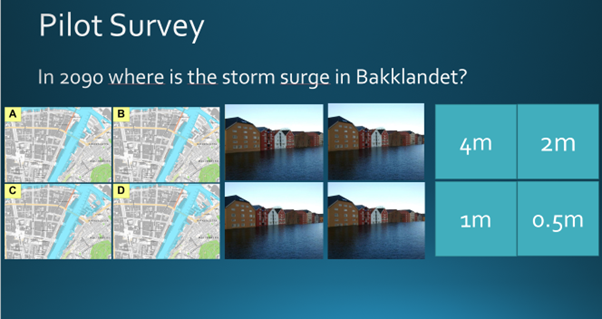 Pilot Survey
In 2090 where is the storm surge in Bakklandet?
A B
4m 2m
C D
1m 0.5m